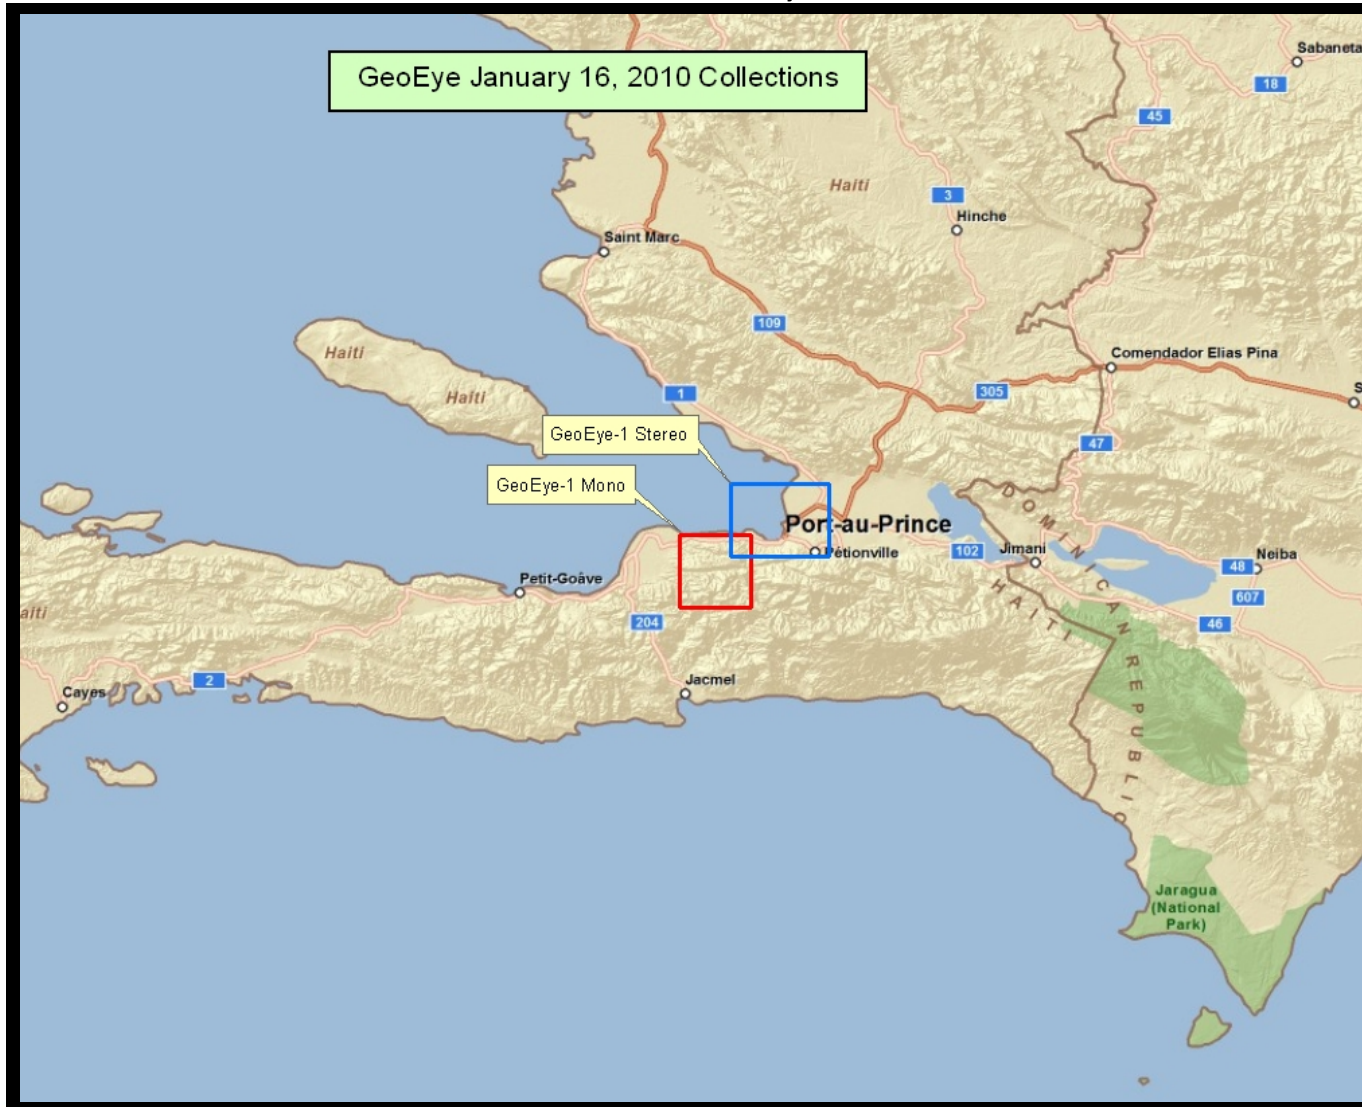 GeoEye January 16, 2010 Collections
Sabaneta
18
45
Haiti
3
Hinche
Saint Marc
109
Haiti
Comendador Elias Pina
Haiti
1
305
S
GeoEye-1 Stereo
47
GeoEye-1 Mono
Port-au-Prince
Pétionville
102
Jimani
Neiba
48
Petit-Goâve
607
aiti
204
46
HAITI
DOMINICAN REPUBLIC
2
Jacmel
Cayes
Jaragua
(National
Park)